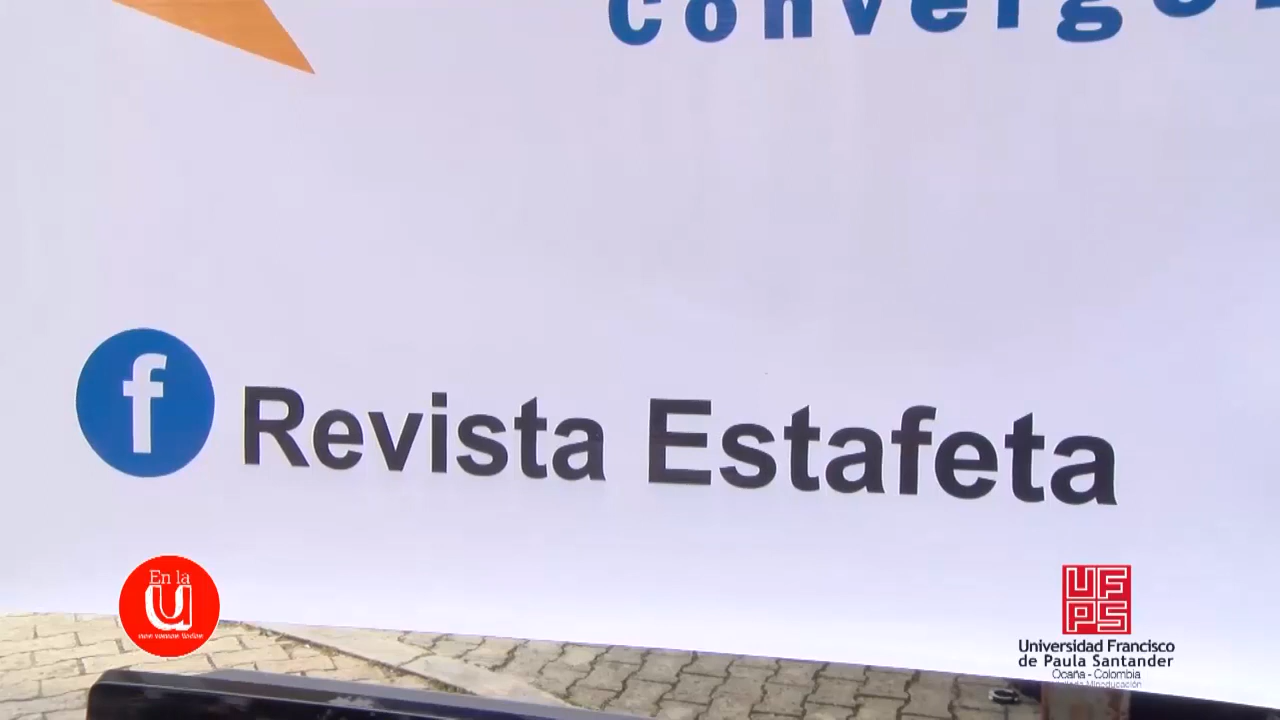 f Revista Estafeta
En la
u
UFPS
Universidad Francisco
de Paula Santander
Ocaña - Colombia